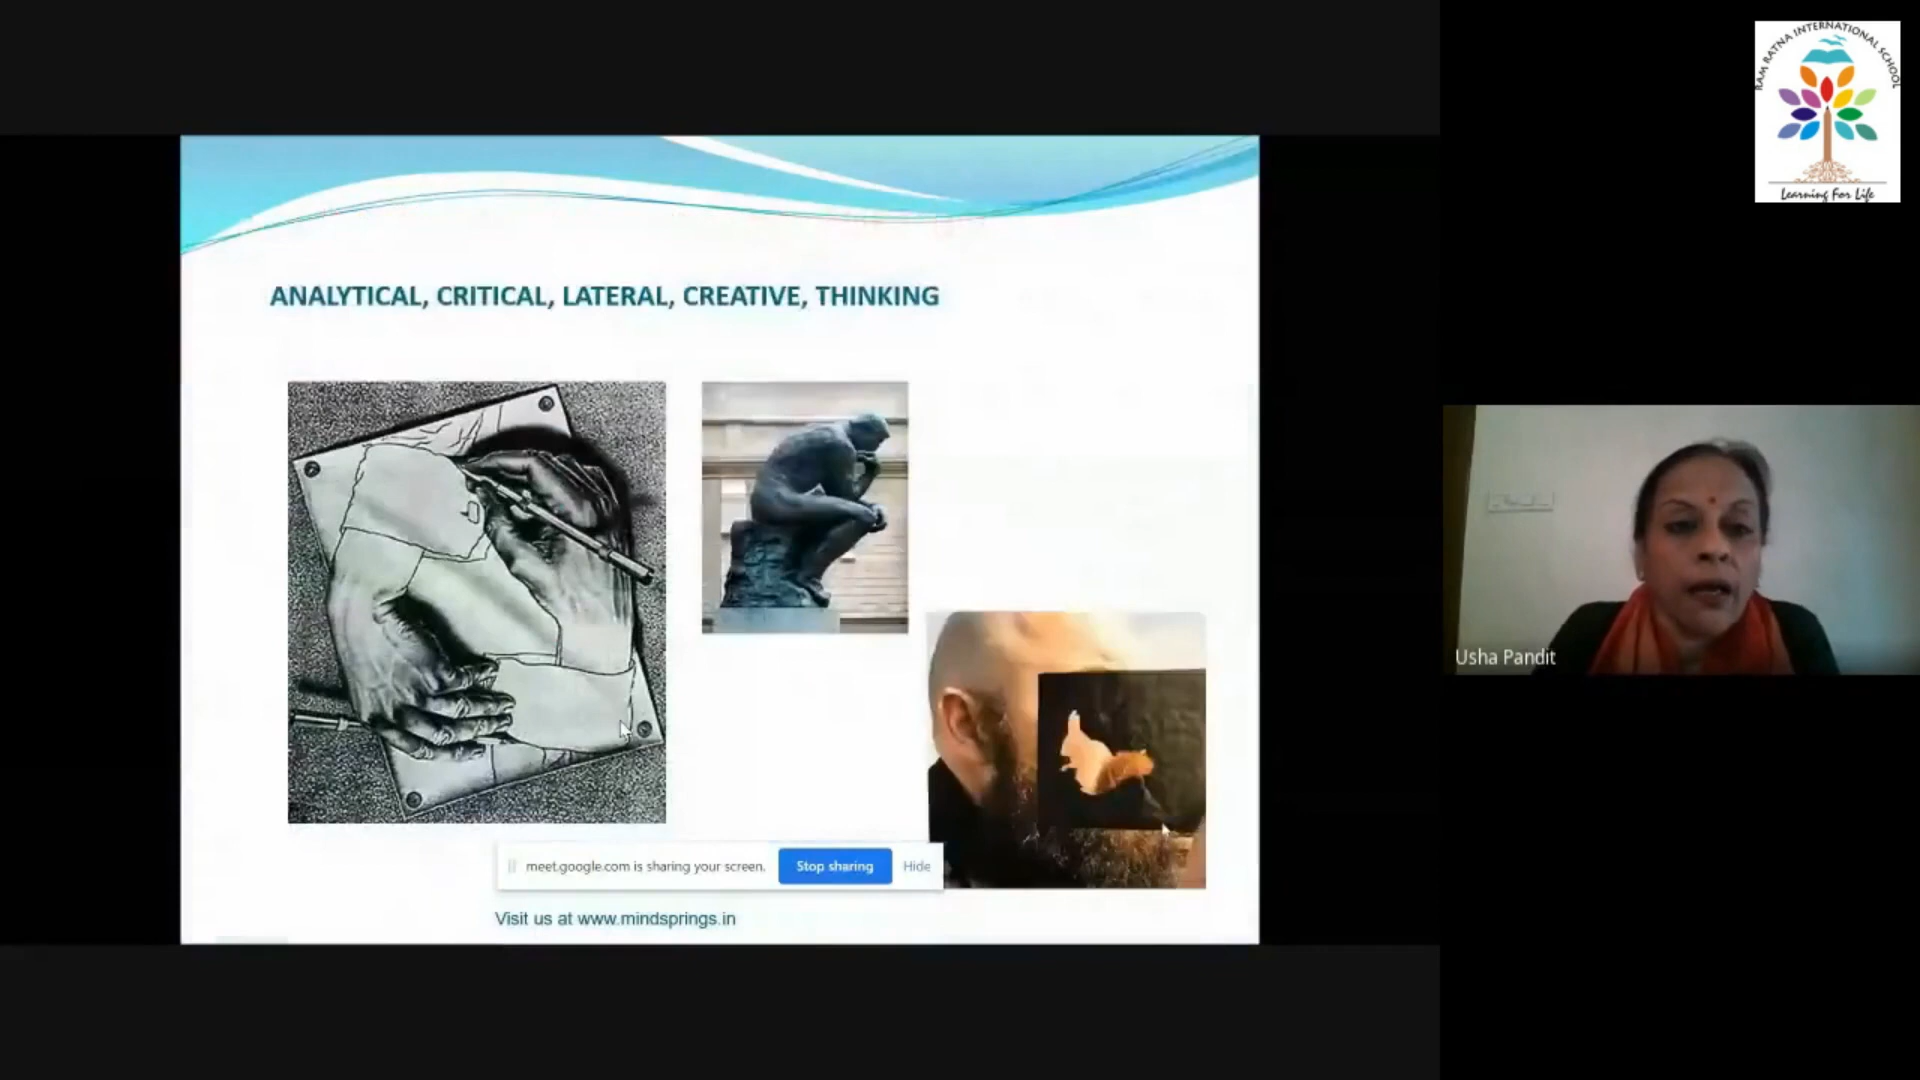 RAM RATNA INTERNATIONAL SCHOOL
Learning For Life
ANALYTICAL, CRITICAL, LATERAL, CREATIVE, THINKING
Usha Pandit
meet.google.com is sharing your screen.
Stop sharing
Hide
Visit us at www.mindsprings.in